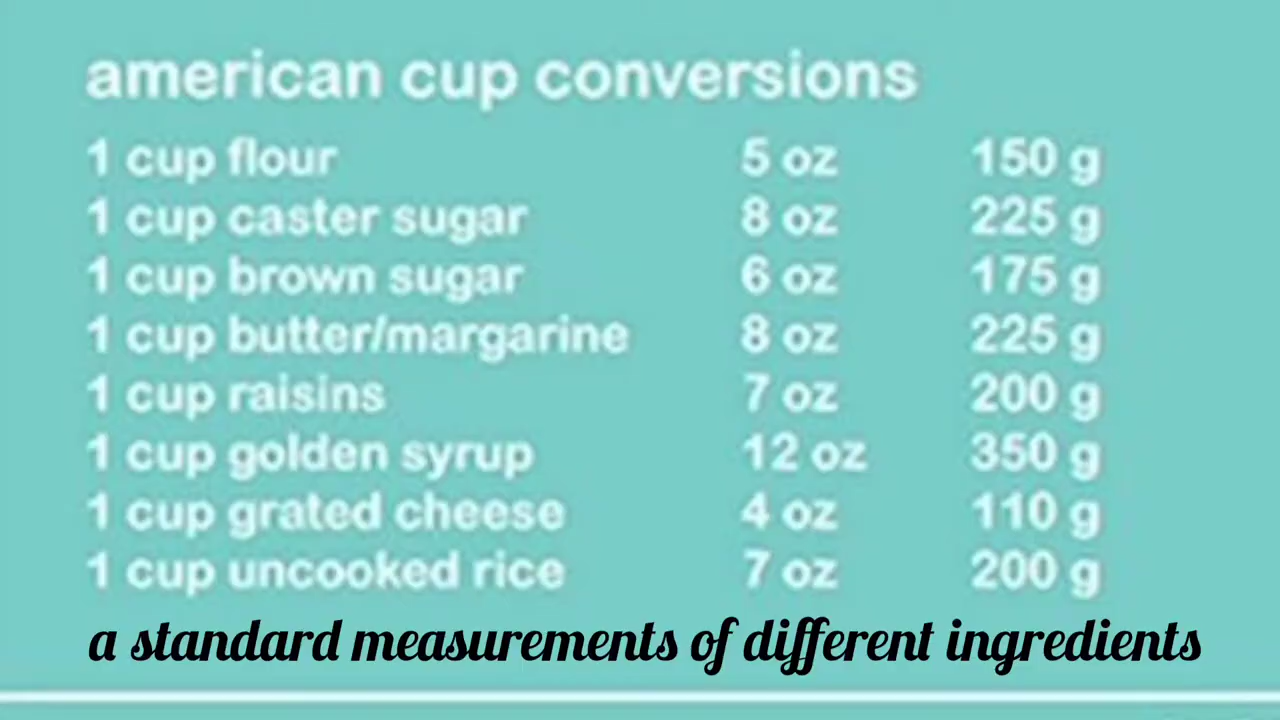 american cup conversions
1 cup flour 5 oz 150 g
1 cup caster sugar 8 oz 225 g
1 cup brown sugar 6 oz 175 g
1 cup butter/margarine 8 oz 225 g
1 cup raisins 7 oz 200 g
1 cup golden syrup 12 oz 350 g
1 cup grated cheese 4 oz 110 g
1 cup uncooked rice 7 oz 200 g
a standard measurements of different ingredients